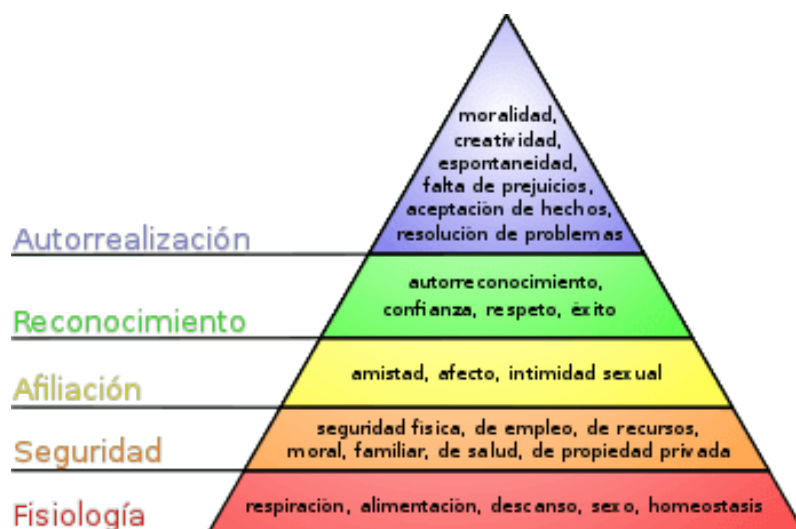 moralidad,
creatividad,
espontaneidad,
falta de prejuicios,
aceptación de hechos,
resolución de problemas
Autorrealización
autorreconocimiento,
confianza, respeto, éxito
Reconocimiento
amistad, afecto, intimidad sexual
Afiliación
seguridad física, de empleo, de recursos,
moral, familiar, de salud, de propiedad privada
Seguridad
respiración, alimentación, descanso, sexo, homeostasis
Fisiología